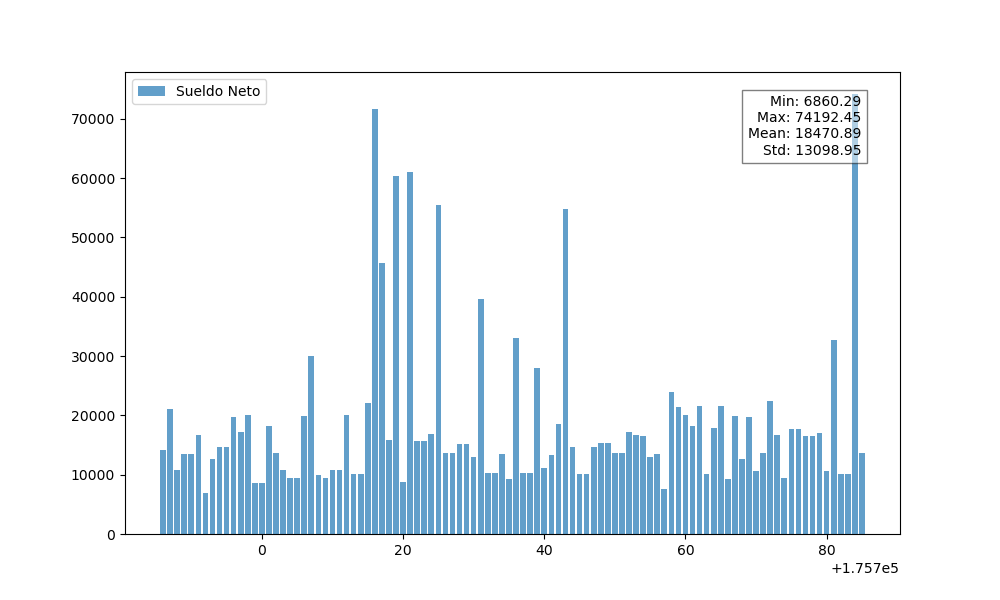 Sueldo Neto
Min: 6860.29
Max: 74192.45
Mean: 18470.89
Std: 13098.95
70000
60000
50000
40000
30000
20000
10000
0
0 20 40 60 80
+1.757e5